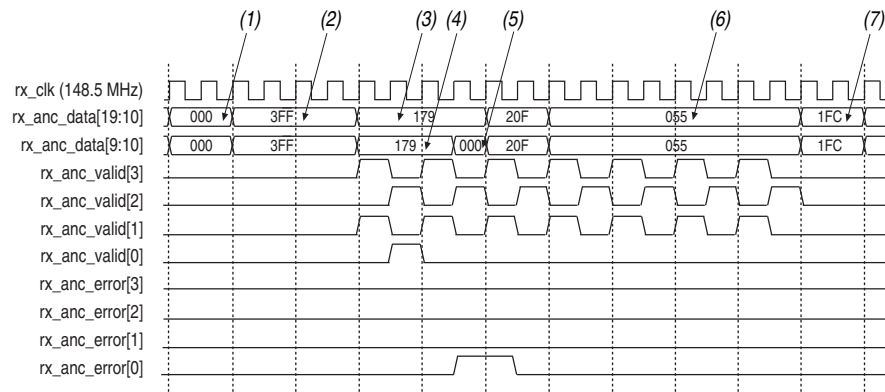 (1) (2) (3) (4) (5) (6) (7)
rx_clk (148.5 MHz)
rx_anc_data[19:10] 000 3FF 179 20F 055 1FC
rx_anc_data[9:10] 000 3FF 179 000 20F 055 1FC
rx_anc_valid[3]
rx_anc_valid[2]
rx_anc_valid[1]
rx_anc_valid[0]
rx_anc_error[3]
rx_anc_error[2]
rx_anc_error[1]
rx_anc_error[0]